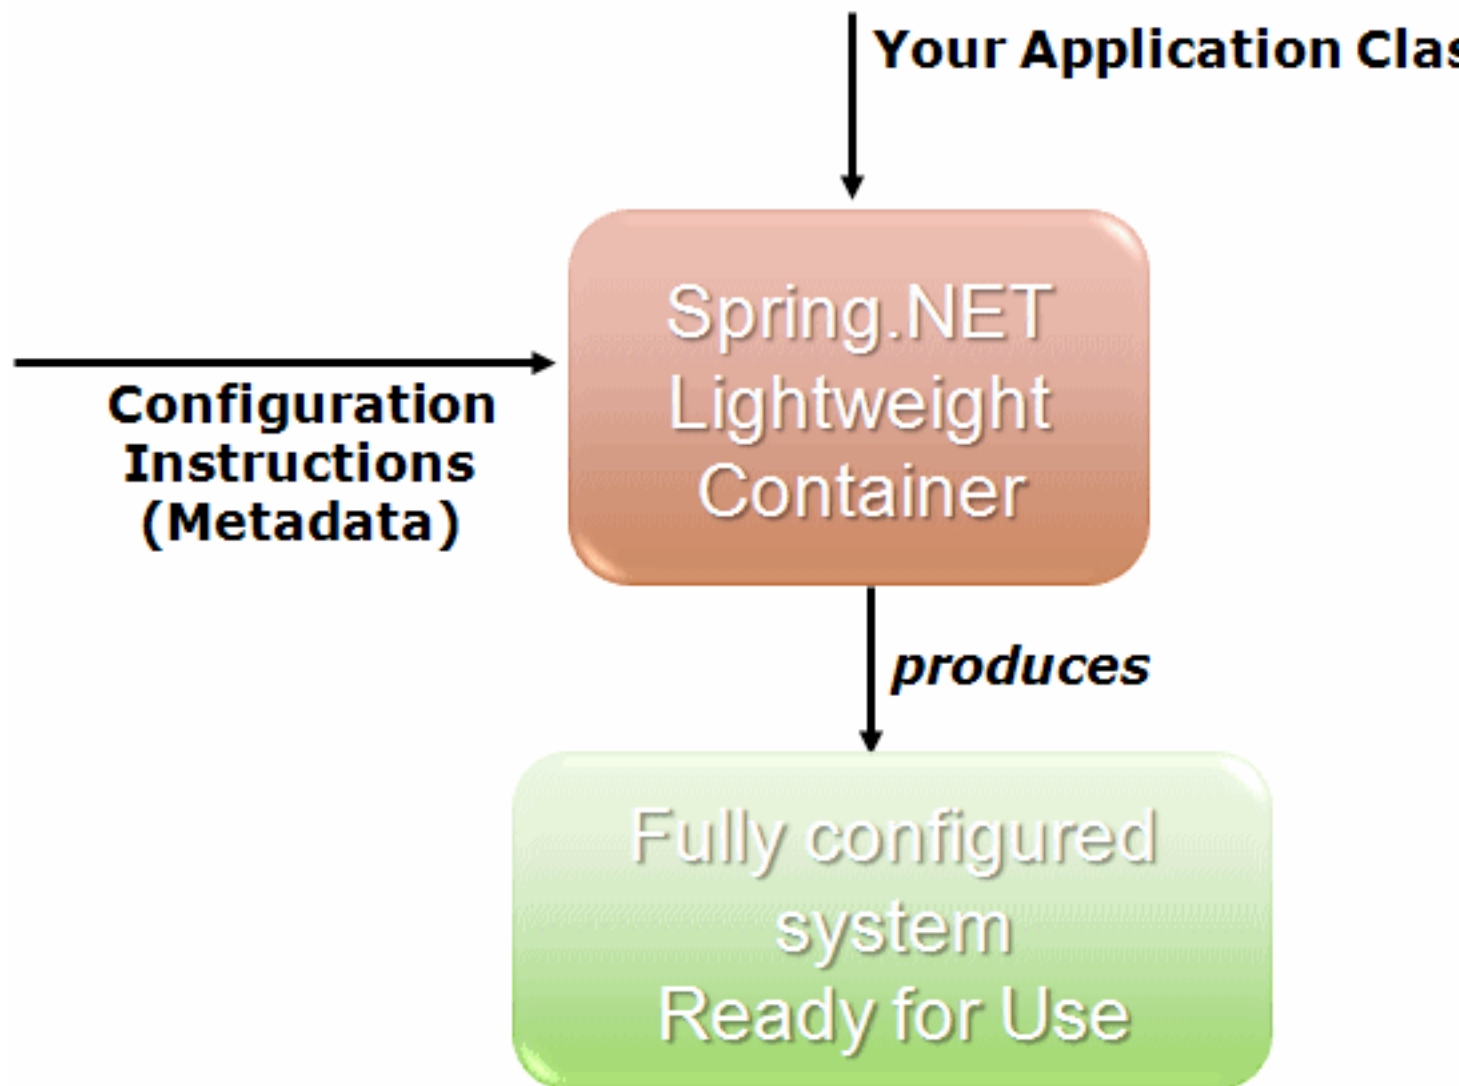 Your Application Clas
Spring.NET
Lightweight
Container
Configuration
Instructions
(Metadata)
produces
Fully configured
system
Ready for Use